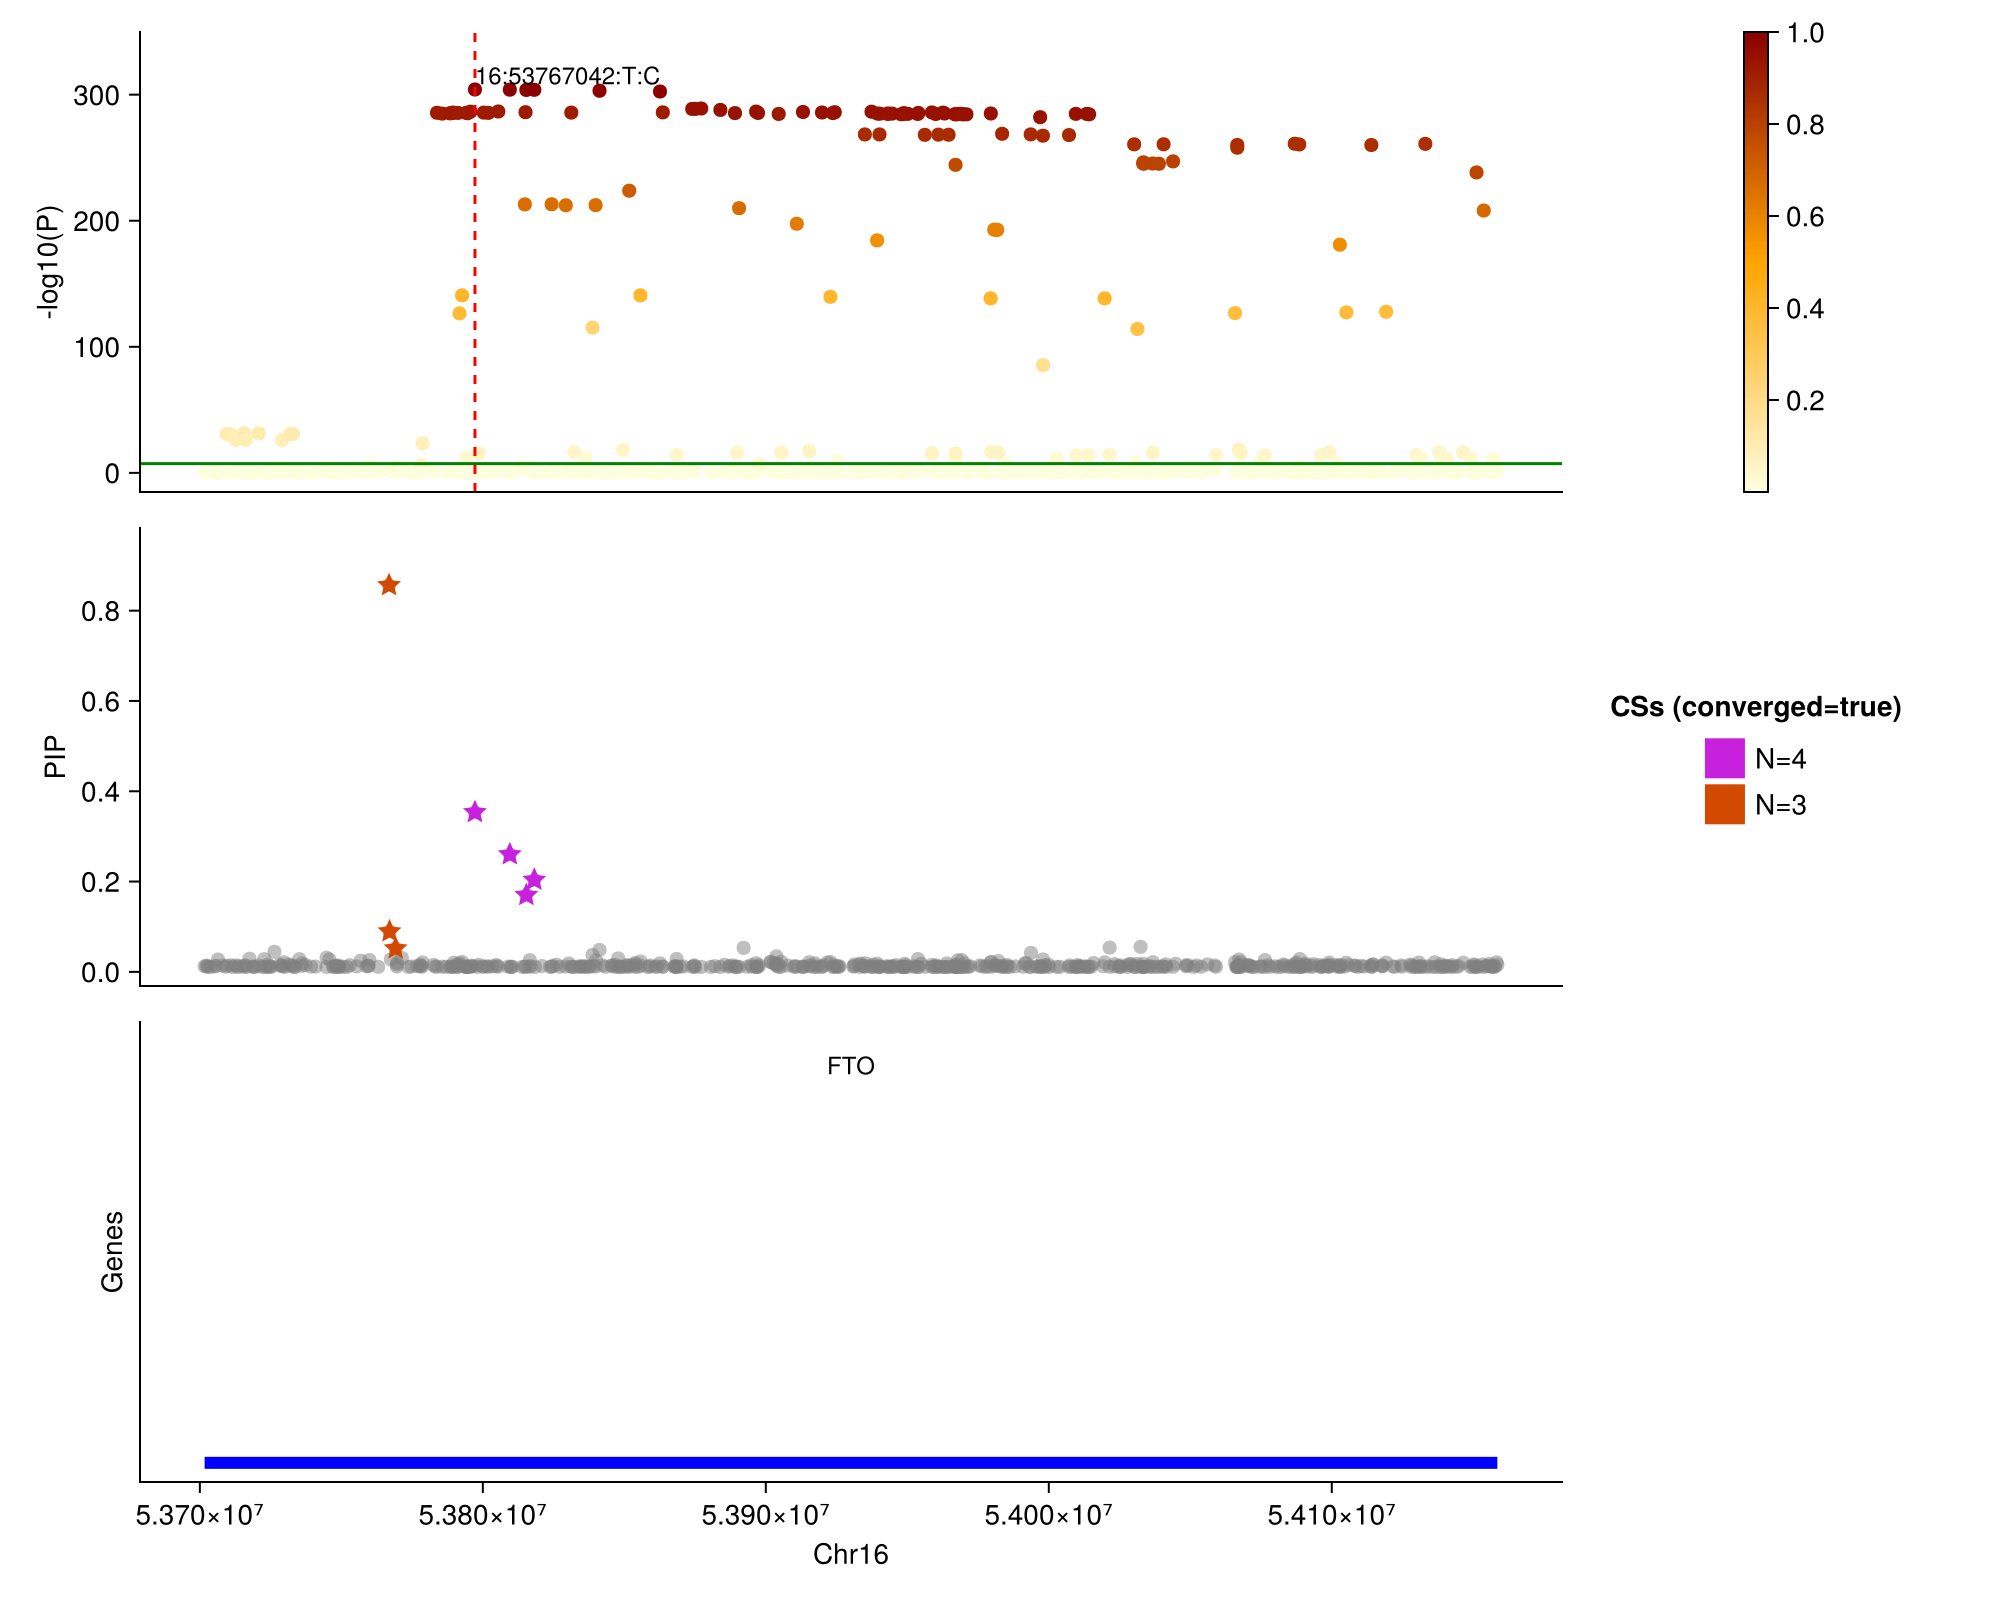 16:53767042:T:C
-log10(P)
300
200
100
0
1.0
0.8
0.6
0.4
0.2
PIP
0.8
0.6
0.4
0.2
0.0
CSs (converged=true)
N=4
N=3
FTO
Genes
5.370×10⁷ 5.380×10⁷ 5.390×10⁷ 5.400×10⁷ 5.410×10⁷
Chr16